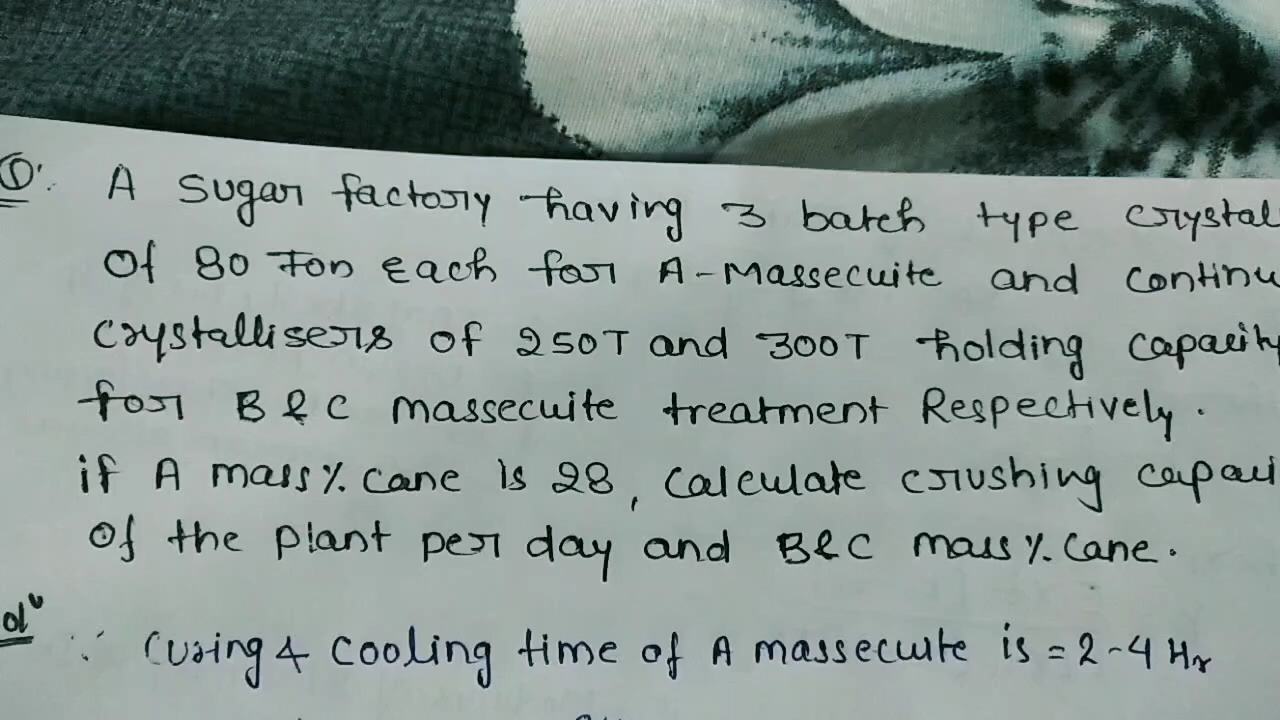 Q:. A sugar factory having 3 batch type crystal
Of 80 Ton Each for A-Massecuite and continu
Crystallisers of 250T and 300T holding capacity
for B & C massecuite treatment Respectively.
if A mass% cane is 28, Calculate crushing capaci
Of the plant per day and B&C mass% Cane.
Curing & Cooling time of A massecuite is = 2-4 Hr